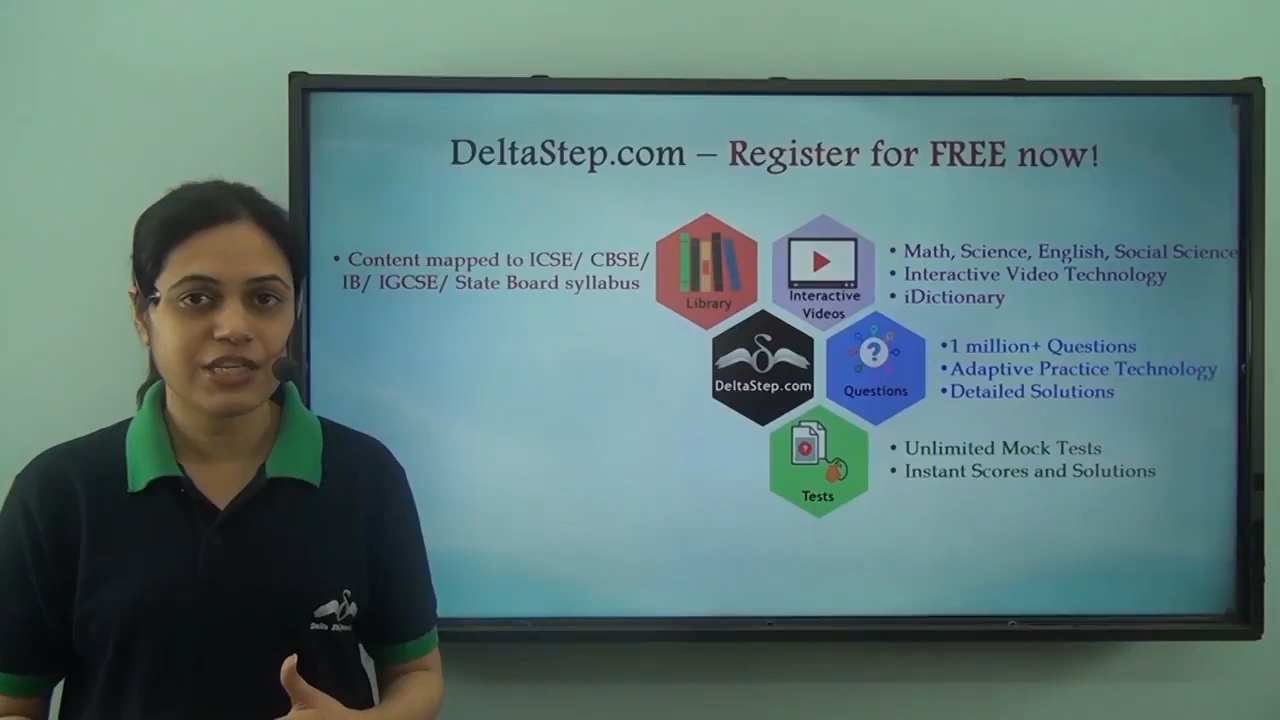 DeltaStep.com – Register for FREE now!
• Content mapped to ICSE/ CBSE/
IB/ IGCSE/ State Board syllabus
Library
Interactive
Videos
• Math, Science, English, Social Science
• Interactive Video Technology
• iDictionary
DeltaStep.com
Questions
•1 million+ Questions
•Adaptive Practice Technology
•Detailed Solutions
Tests
• Unlimited Mock Tests
• Instant Scores and Solutions
Delta